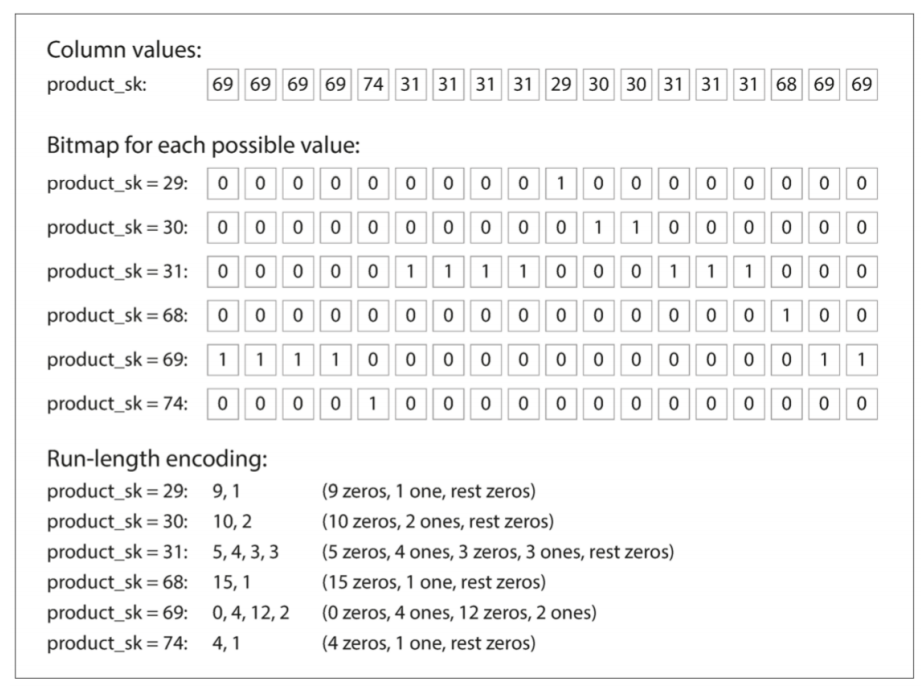 Column values:
product_sk: 69 69 69 69 74 31 31 31 31 29 30 30 31 31 31 68 69 69
Bitmap for each possible value:
product_sk = 29: 0 0 0 0 0 0 0 0 0 1 0 0 0 0 0 0 0 0
product_sk = 30: 0 0 0 0 0 0 0 0 0 0 1 1 0 0 0 0 0 0
product_sk = 31: 0 0 0 0 0 1 1 1 1 0 0 0 1 1 1 0 0 0
product_sk = 68: 0 0 0 0 0 0 0 0 0 0 0 0 0 0 0 1 0 0
product_sk = 69: 1 1 1 1 0 0 0 0 0 0 0 0 0 0 0 0 1 1
product_sk = 74: 0 0 0 0 1 0 0 0 0 0 0 0 0 0 0 0 0 0
Run-length encoding:
product_sk = 29: 9, 1 (9 zeros, 1 one, rest zeros)
product_sk = 30: 10, 2 (10 zeros, 2 ones, rest zeros)
product_sk = 31: 5, 4, 3, 3 (5 zeros, 4 ones, 3 zeros, 3 ones, rest zeros)
product_sk = 68: 15, 1 (15 zeros, 1 one, rest zeros)
product_sk = 69: 0, 4, 12, 2 (0 zeros, 4 ones, 12 zeros, 2 ones)
product_sk = 74: 4, 1 (4 zeros, 1 one, rest zeros)